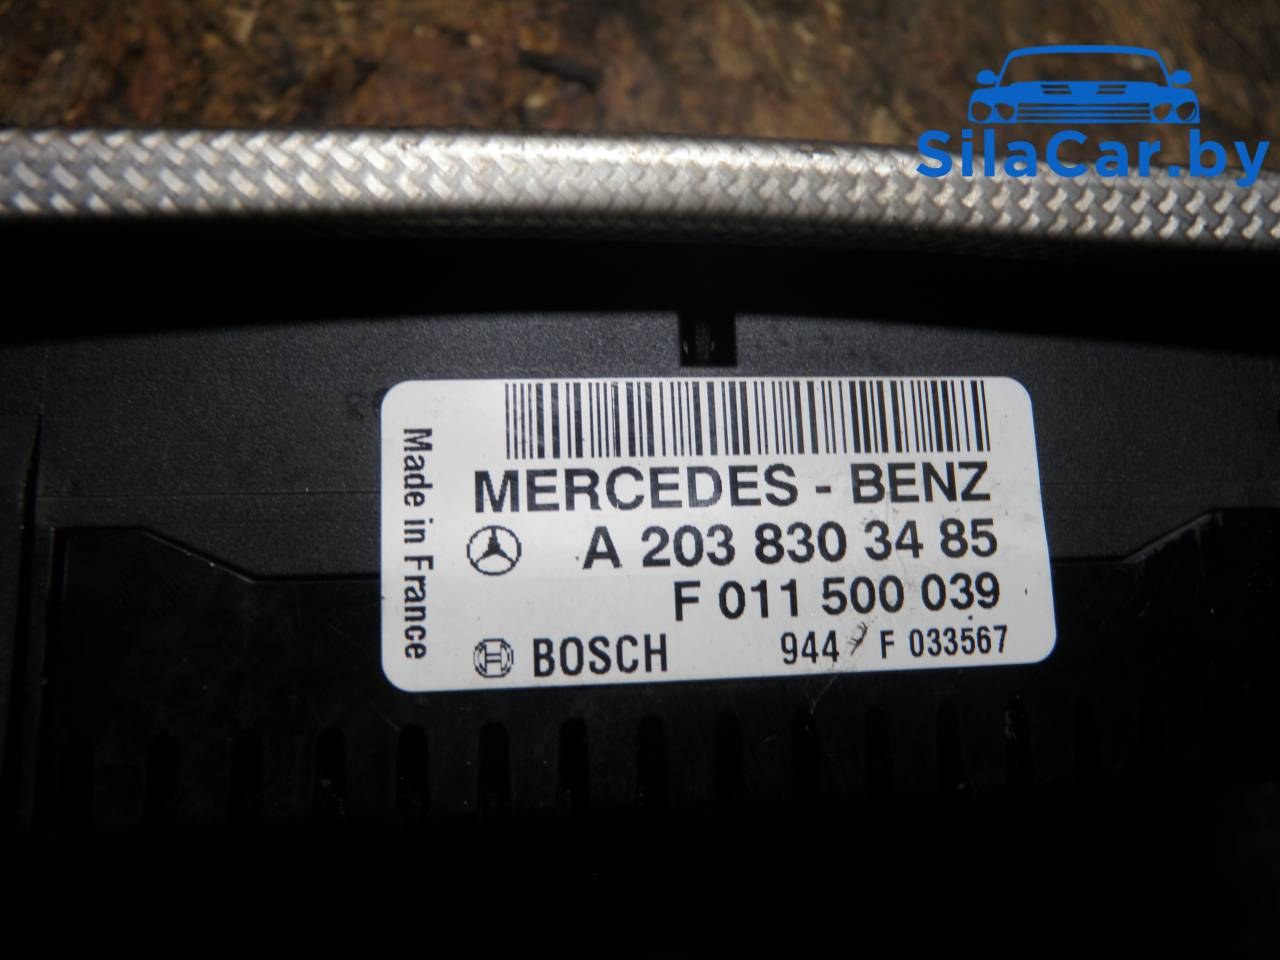 SilaCar.by
Made in France
MERCEDES - BENZ
A 203 830 34 85
F 011 500 039
BOSCH 944 F 033567